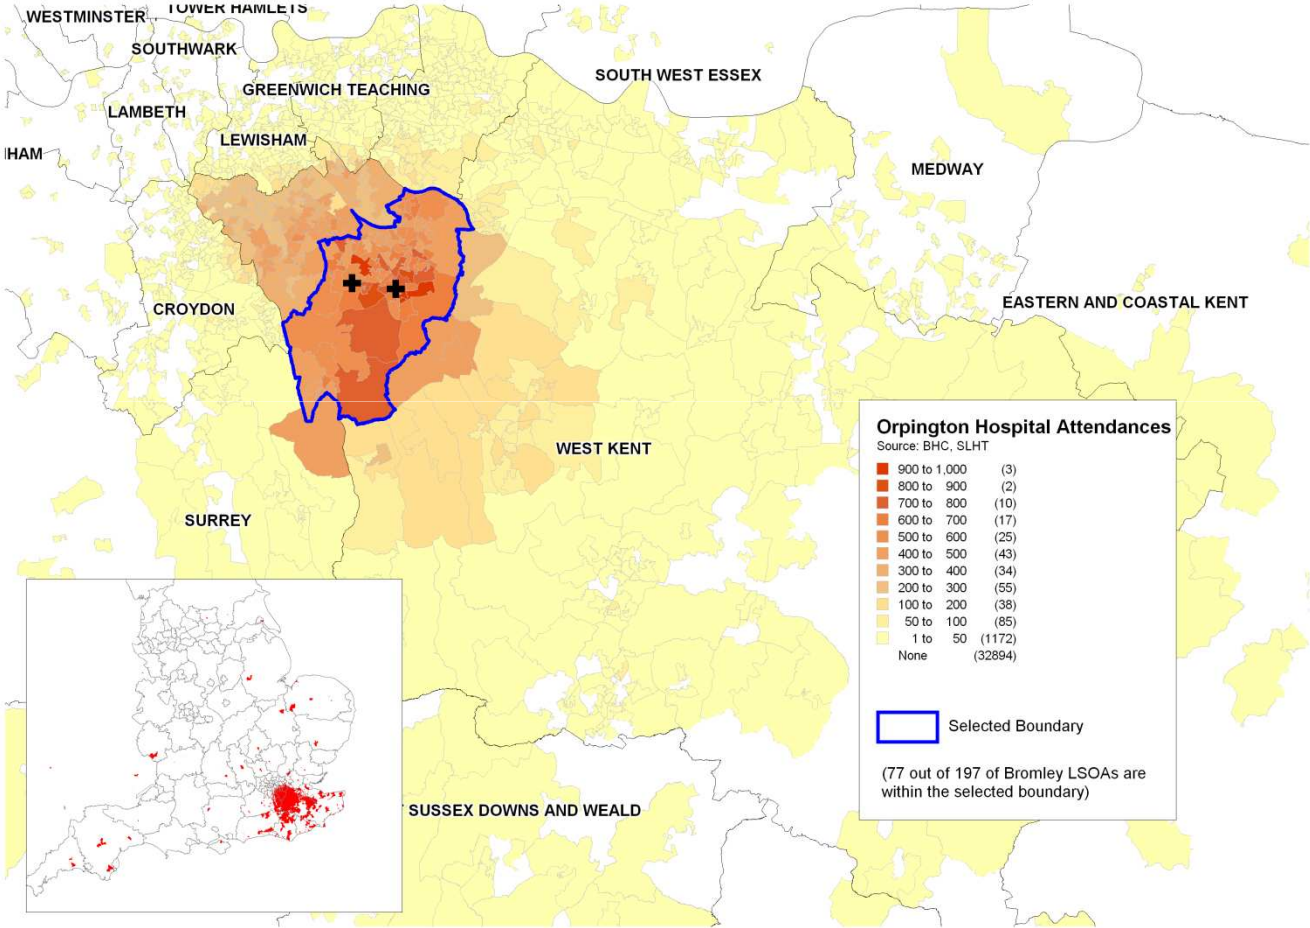 WESTMINSTER
TOWER HAMLETS
SOUTHWARK
SOUTH WEST ESSEX
GREENWICH TEACHING
LAMBETH
LEWISHAM
HAM
MEDWAY
CROYDON
EASTERN AND COASTAL KENT
WEST KENT
SURREY
SUSSEX DOWNS AND WEALD
Orpington Hospital Attendances
Source: BHC, SLHT
900 to 1,000 (3)
800 to 900 (2)
700 to 800 (10)
600 to 700 (17)
500 to 600 (25)
400 to 500 (43)
300 to 400 (34)
200 to 300 (55)
100 to 200 (38)
50 to 100 (85)
1 to 50 (1172)
None (32894)
Selected Boundary
(77 out of 197 of Bromley LSOAs are
within the selected boundary)